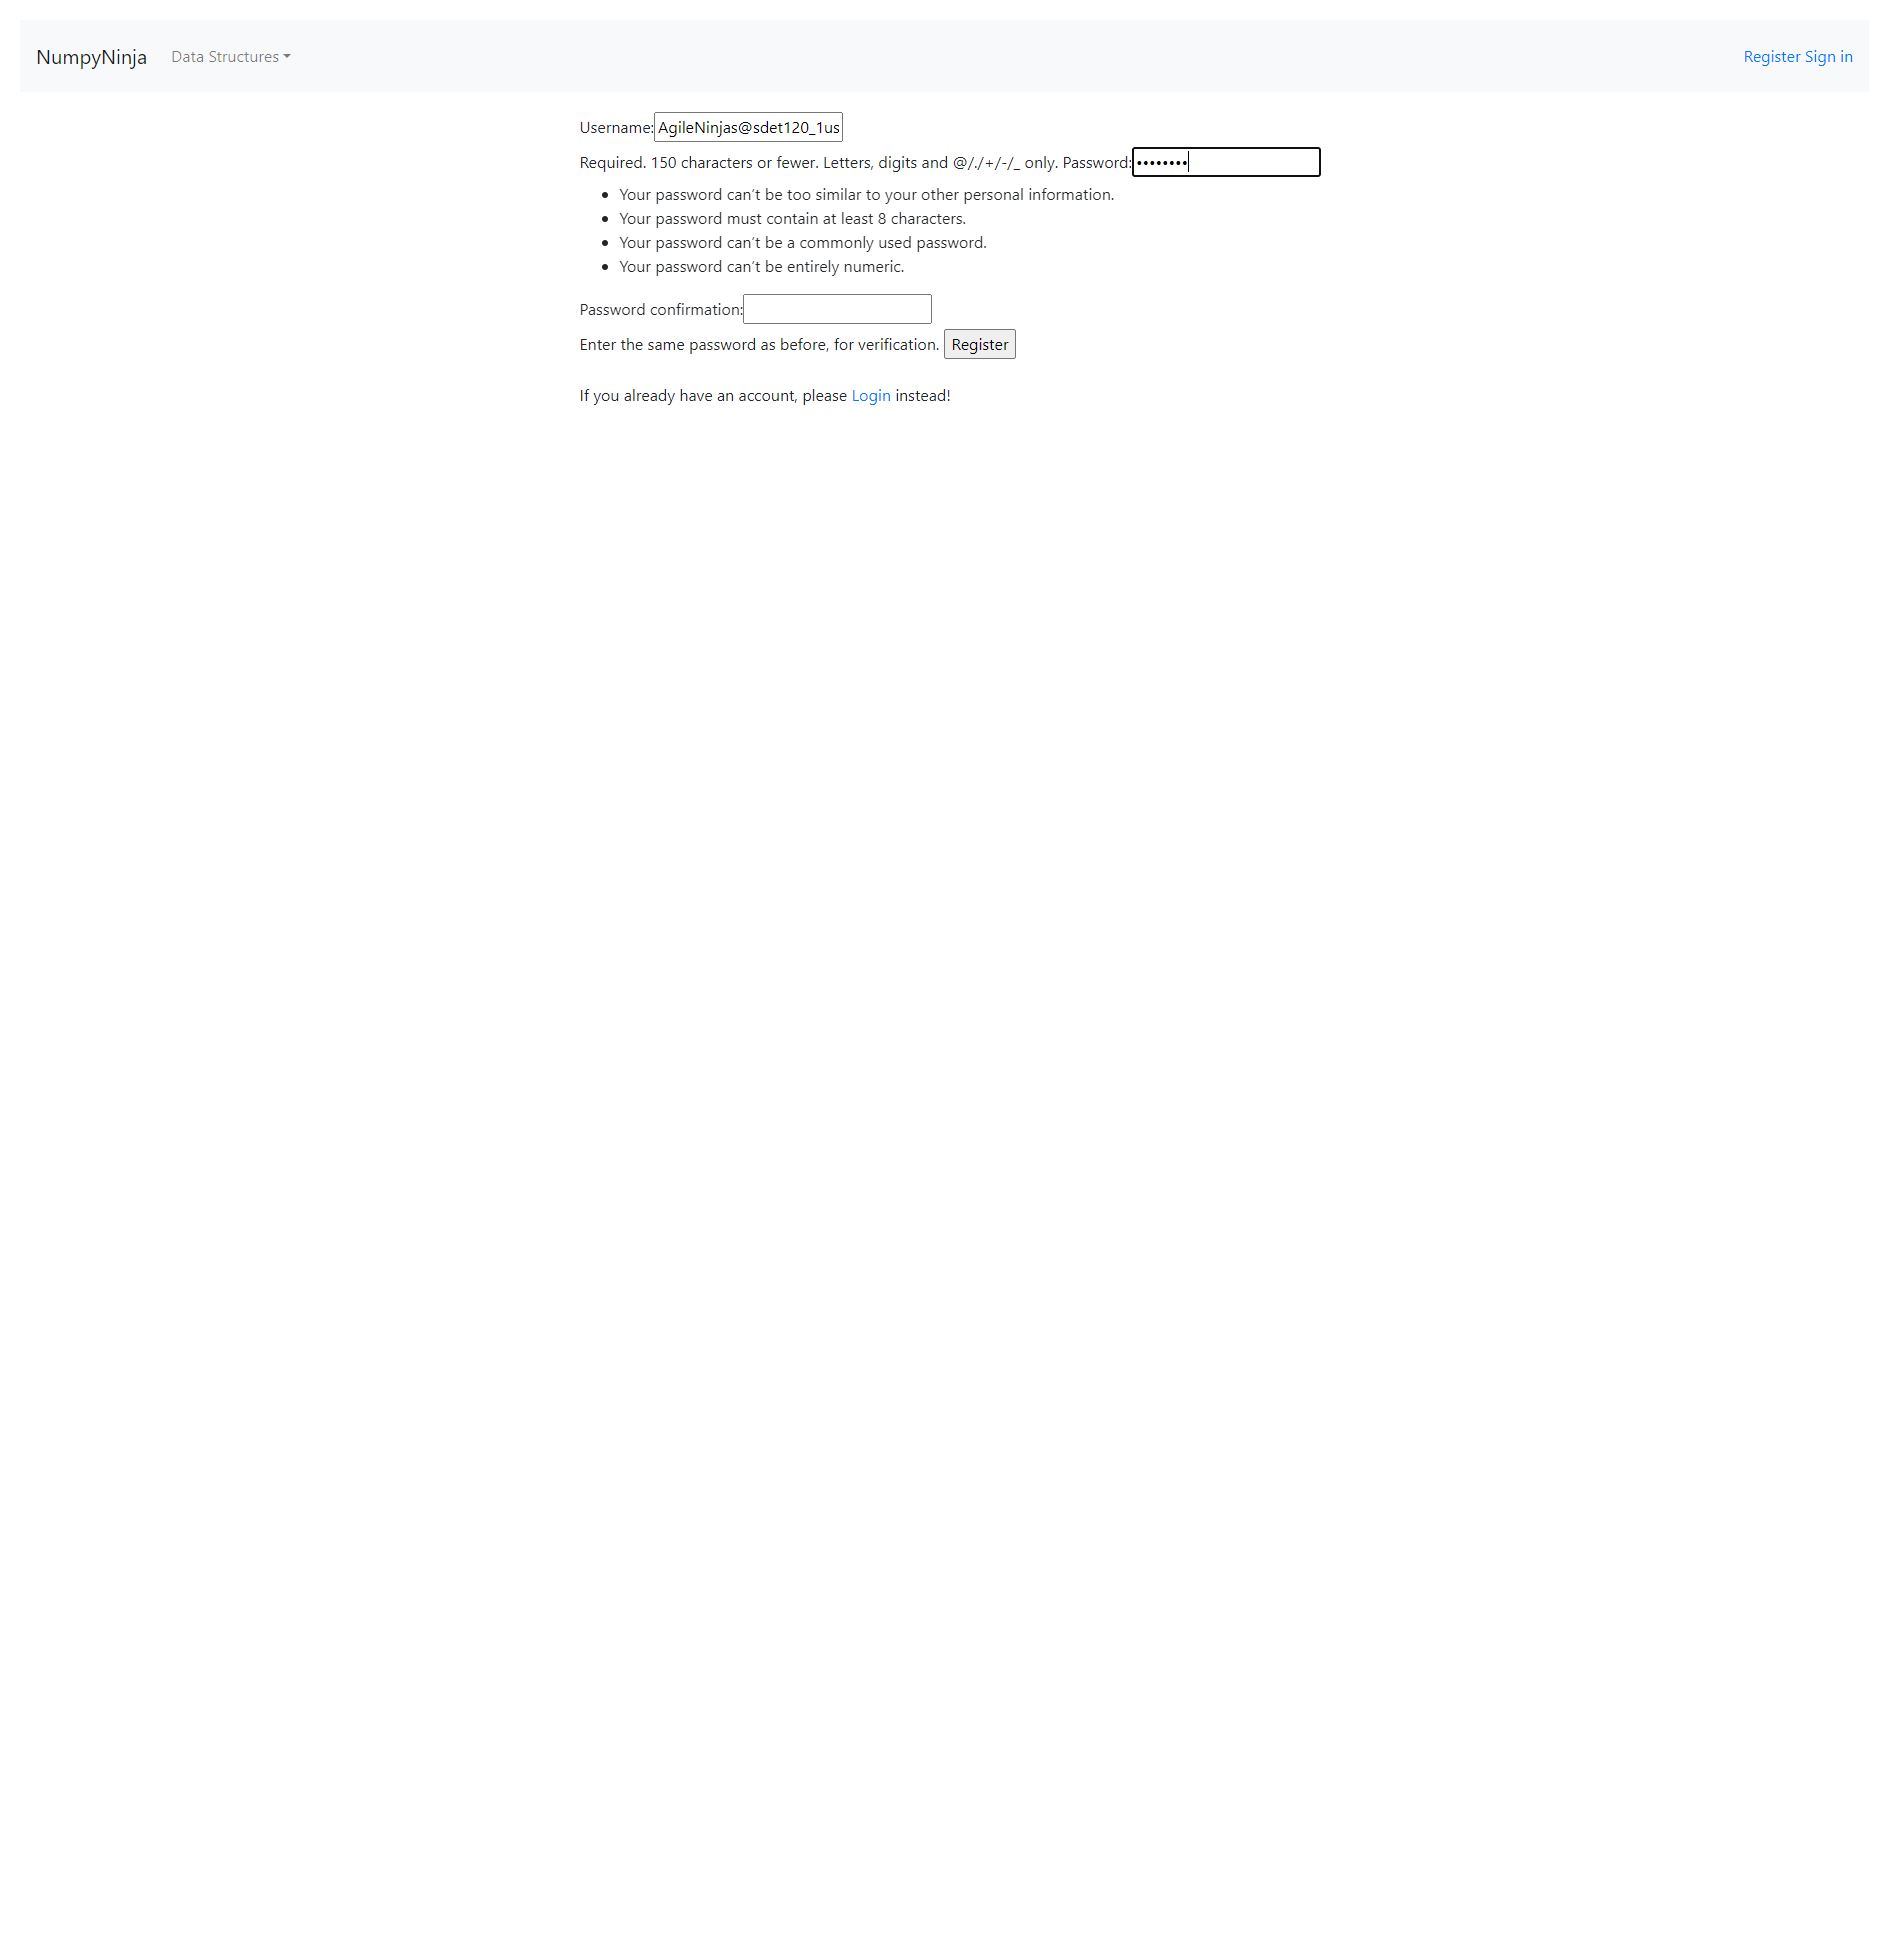 NumpyNinja Data Structures Register Sign in
Username: AgileNinjas@sdet120_1us
Required. 150 characters or fewer. Letters, digits and @/./+/-/_ only. Password: ••••••••
• Your password can’t be too similar to your other personal information.
• Your password must contain at least 8 characters.
• Your password can’t be a commonly used password.
• Your password can’t be entirely numeric.
Password confirmation:
Enter the same password as before, for verification. Register
If you already have an account, please Login instead!